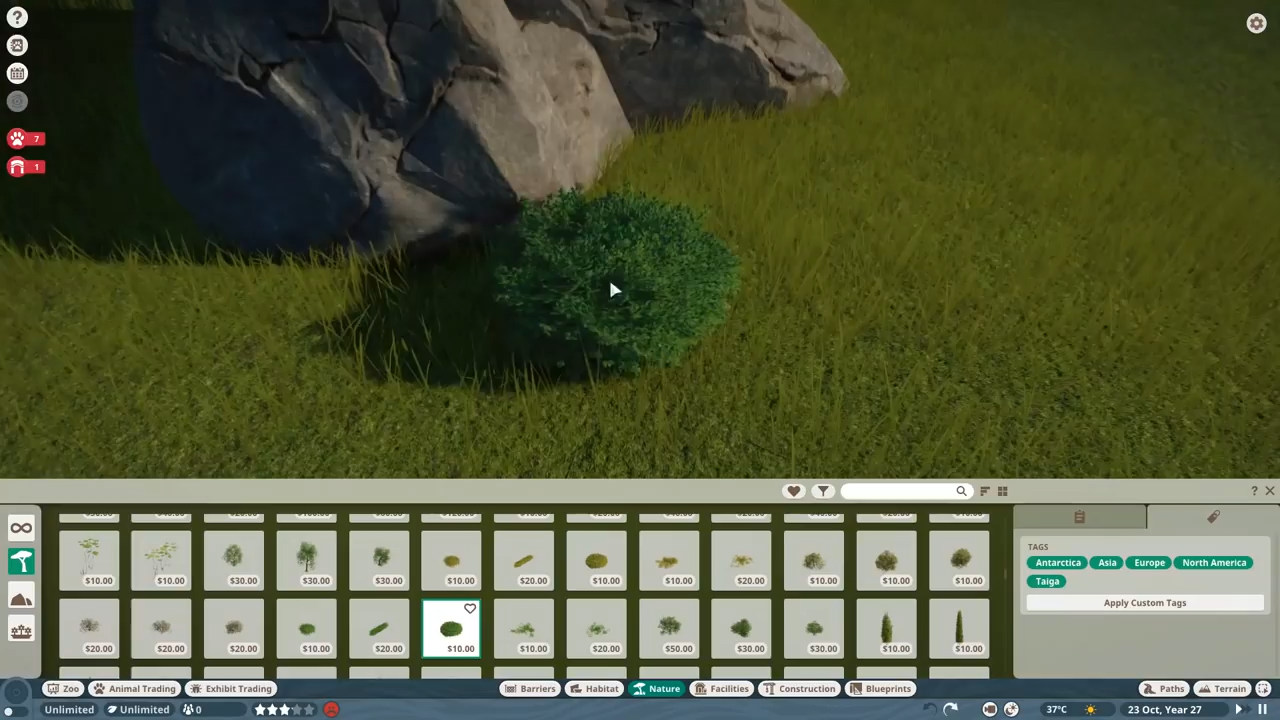 ?
7
1
? ×
TAGS
Antarctica Asia Europe North America
Taiga
Apply Custom Tags
$10.00 $10.00 $30.00 $30.00 $30.00 $10.00 $20.00 $10.00 $10.00 $20.00 $10.00 $10.00 $10.00
$20.00 $20.00 $20.00 $10.00 $20.00 $10.00 $10.00 $20.00 $50.00 $30.00 $30.00 $10.00 $10.00
Zoo Animal Trading Exhibit Trading Barriers Habitat Nature Facilities Construction Blueprints Paths Terrain
Unlimited Unlimited 0 37°C 23 Oct, Year 27